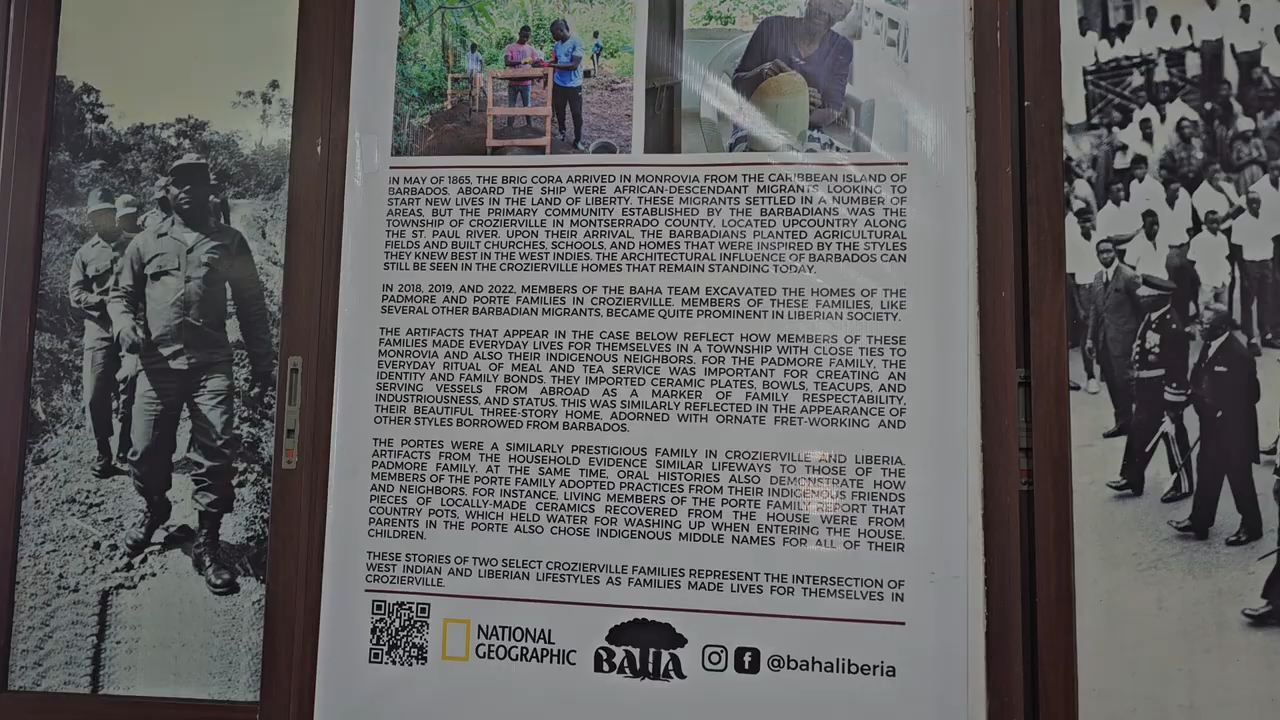 IN MAY OF 1865, THE BRIG CORA ARRIVED IN MONROVIA FROM THE CARIBBEAN ISLAND OF
BARBADOS. ABOARD THE SHIP WERE AFRICAN-DESCENDANT MIGRANTS LOOKING TO
START NEW LIVES IN THE LAND OF LIBERTY. THESE MIGRANTS SETTLED IN A NUMBER OF
AREAS, BUT THE PRIMARY COMMUNITY ESTABLISHED BY THE BARBADIANS WAS THE
TOWNSHIP OF CROZIERVILLE IN MONTSERRADO COUNTY, LOCATED UPCOUNTRY ALONG
THE ST. PAUL RIVER. UPON THEIR ARRIVAL, THE BARBADIANS PLANTED AGRICULTURAL
FIELDS AND BUILT CHURCHES, SCHOOLS, AND HOMES THAT WERE INSPIRED BY THE STYLES
THEY KNEW BEST IN THE WEST INDIES. THE ARCHITECTURAL INFLUENCE OF BARBADOS CAN
STILL BE SEEN IN THE CROZIERVILLE HOMES THAT REMAIN STANDING TODAY.
IN 2018, 2019, AND 2022, MEMBERS OF THE BAHA TEAM EXCAVATED THE HOMES OF THE
PADMORE AND PORTE FAMILIES IN CROZIERVILLE. MEMBERS OF THESE FAMILIES, LIKE
SEVERAL OTHER BARBADIAN MIGRANTS, BECAME QUITE PROMINENT IN LIBERIAN SOCIETY.
THE ARTIFACTS THAT APPEAR IN THE CASE BELOW REFLECT HOW MEMBERS OF THESE
FAMILIES MADE EVERYDAY LIVES FOR THEMSELVES IN A TOWNSHIP WITH CLOSE TIES TO
MONROVIA AND ALSO THEIR INDIGENOUS NEIGHBORS. FOR THE PADMORE FAMILY, THE
EVERYDAY RITUAL OF MEAL AND TEA SERVICE WAS IMPORTANT FOR CREATING AN
IDENTITY AND FAMILY BONDS. THEY IMPORTED CERAMIC PLATES, BOWLS, TEACUPS, AND
SERVING VESSELS FROM ABROAD AS A MARKER OF FAMILY RESPECTABILITY,
INDUSTRIOUSNESS, AND STATUS. THIS WAS SIMILARLY REFLECTED IN THE APPEARANCE OF
THEIR BEAUTIFUL THREE-STORY HOME, ADORNED WITH ORNATE FRET-WORKING AND
OTHER STYLES BORROWED FROM BARBADOS.
THE PORTES WERE A SIMILARLY PRESTIGIOUS FAMILY IN CROZIERVILLE AND LIBERIA.
ARTIFACTS FROM THE HOUSEHOLD EVIDENCE SIMILAR LIFEWAYS TO THOSE OF THE
PADMORE FAMILY. AT THE SAME TIME, ORAL HISTORIES ALSO DEMONSTRATE HOW
MEMBERS OF THE PORTE FAMILY ADOPTED PRACTICES FROM THEIR INDIGENOUS FRIENDS
AND NEIGHBORS. FOR INSTANCE, LIVING MEMBERS OF THE PORTE FAMILY REPORT THAT
PIECES OF LOCALLY-MADE CERAMICS RECOVERED FROM THE HOUSE WERE FROM
COUNTRY POTS, WHICH HELD WATER FOR WASHING UP WHEN ENTERING THE HOUSE.
PARENTS IN THE PORTE ALSO CHOSE INDIGENOUS MIDDLE NAMES FOR ALL OF THEIR
CHILDREN.
THESE STORIES OF TWO SELECT CROZIERVILLE FAMILIES REPRESENT THE INTERSECTION OF
WEST INDIAN AND LIBERIAN LIFESTYLES AS FAMILIES MADE LIVES FOR THEMSELVES IN
CROZIERVILLE.
NATIONAL
GEOGRAPHIC
BAHA
@bahaliberia